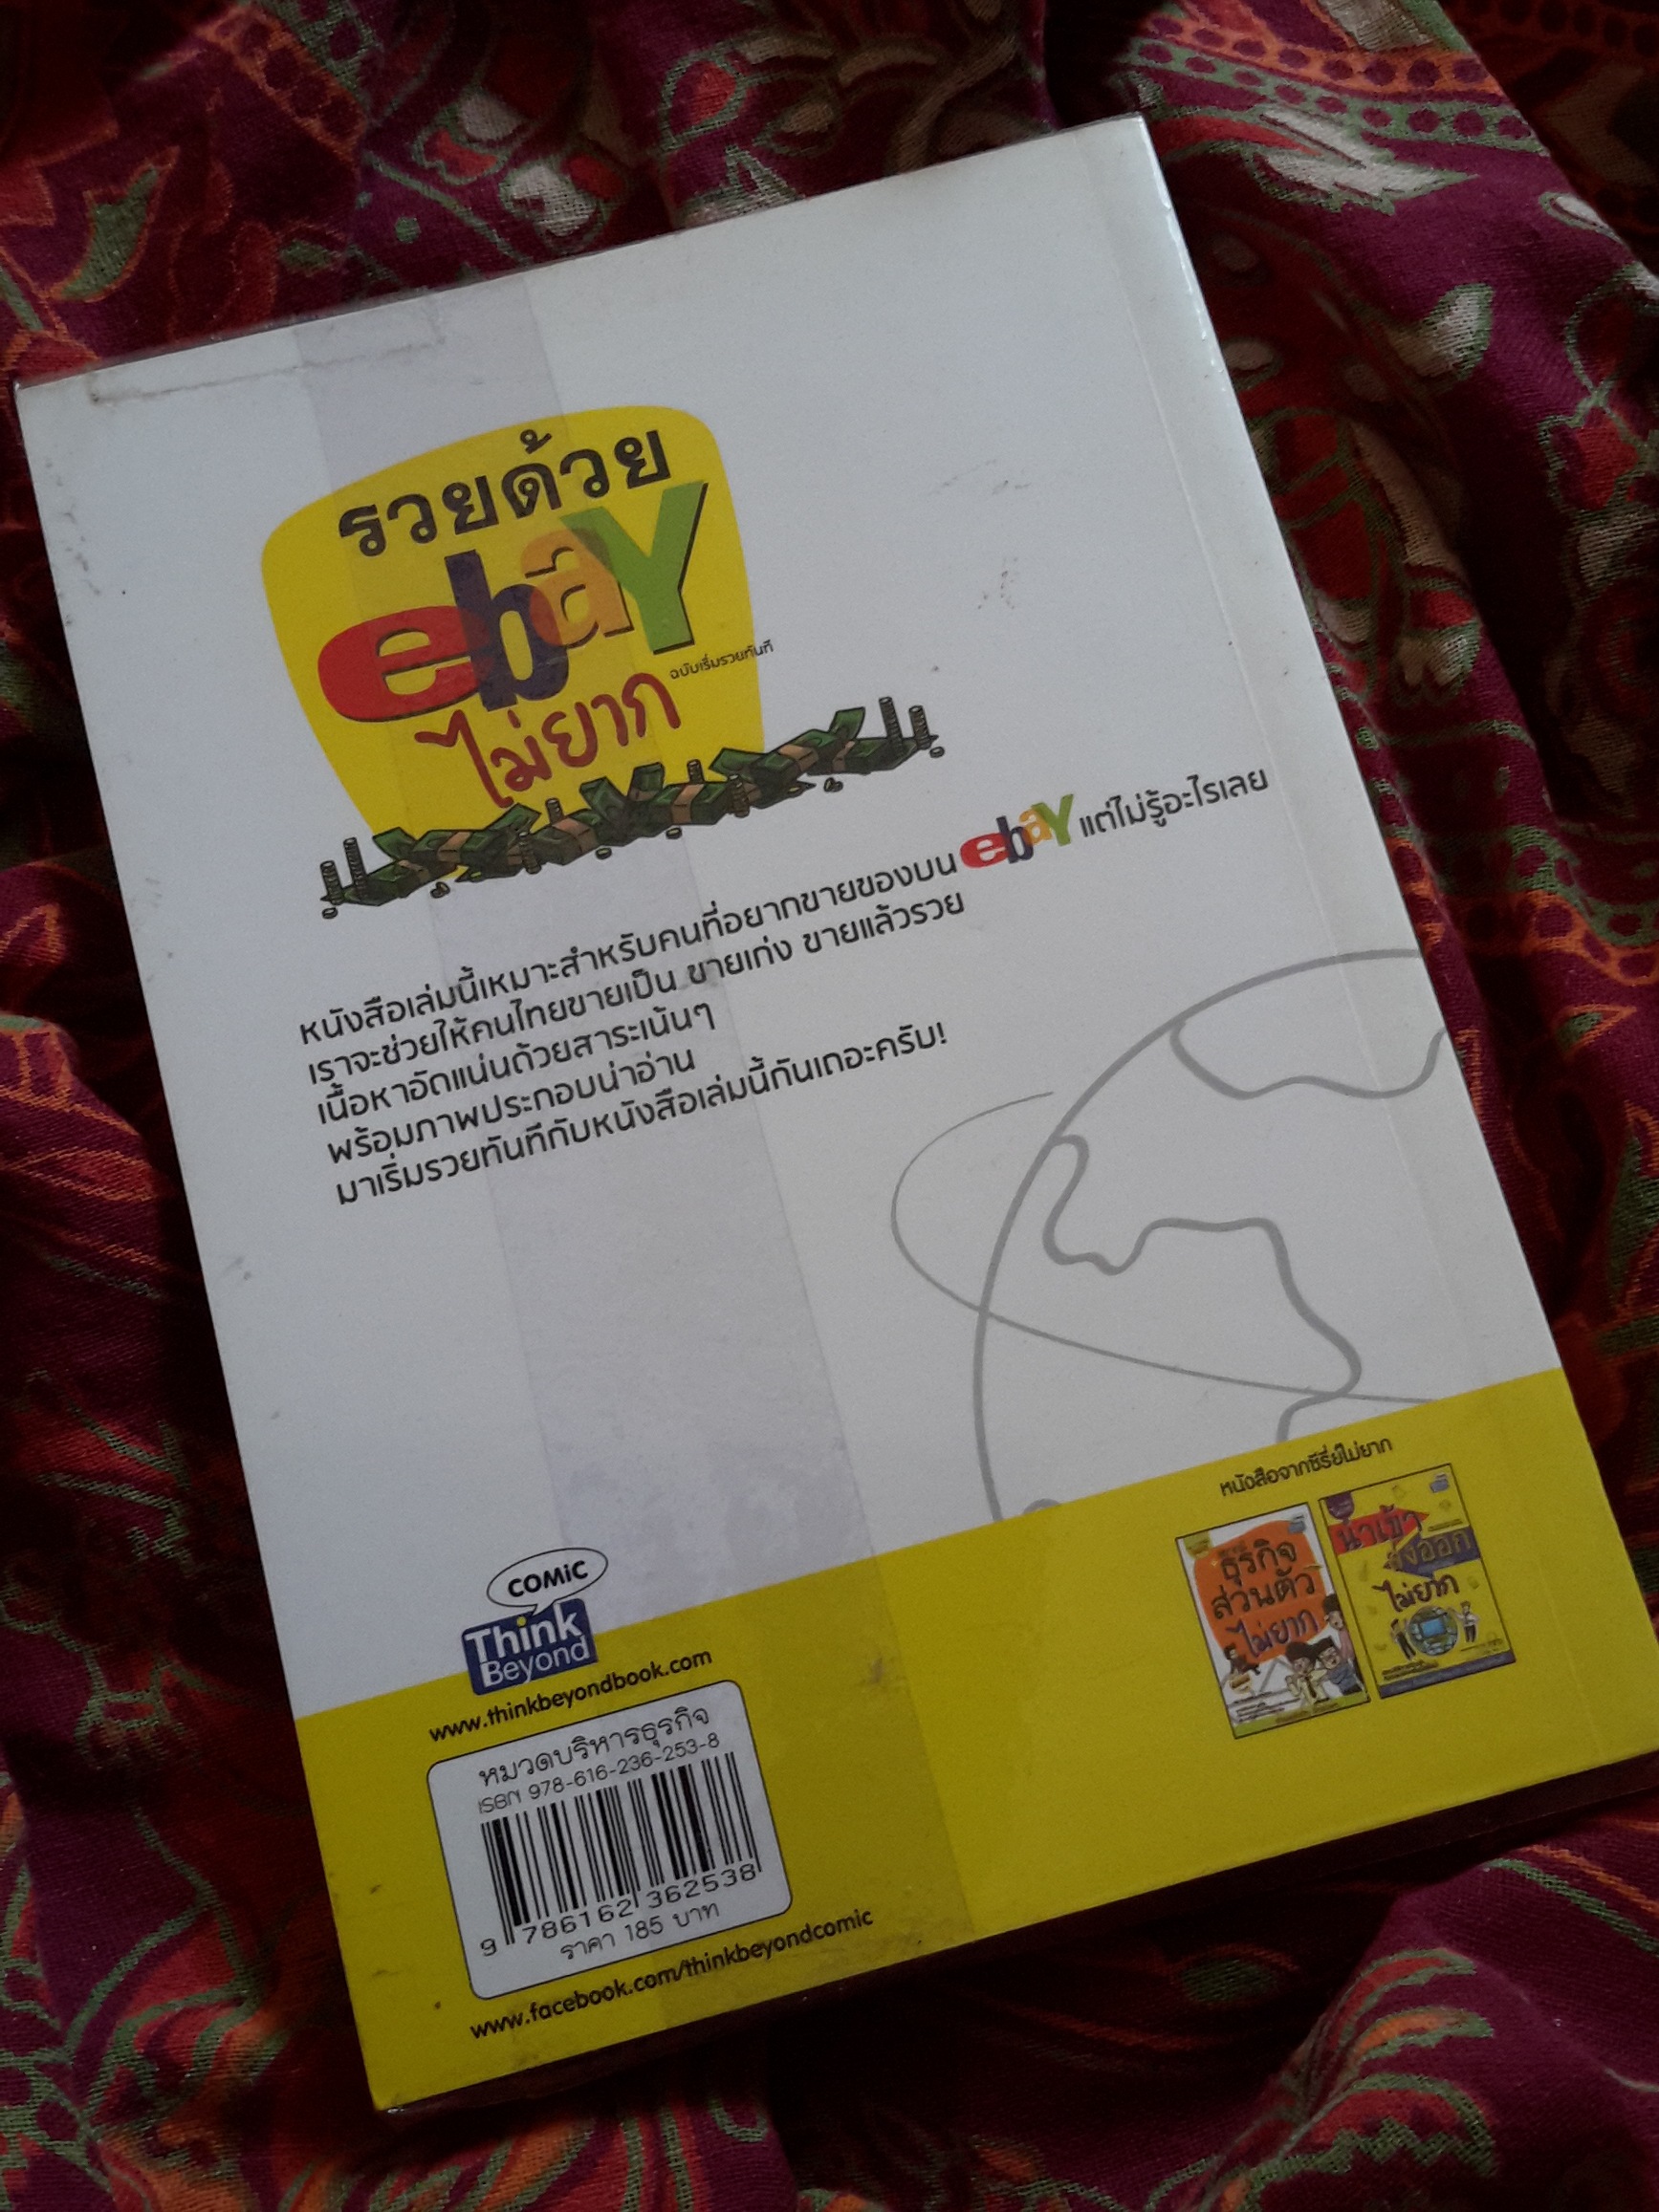 รวยด้วย
ebay
ฉบับเริ่มรวยทันที
ไม่ยาก
หนังสือเล่มนี้เหมาะสำหรับคนที่อยากขายของบน ebay แต่ไม่รู้อะไรเลย
เราจะช่วยให้คนไทยขายเป็น ขายเก่ง ขายแล้วรวย
เนื้อหาอัดแน่นด้วยสาระเน้นๆ
พร้อมภาพประกอบน่าอ่าน
มาเริ่มรวยทันทีกับหนังสือเล่มนี้กันเถอะครับ!
หนังสือจากซีรี่ย์ไม่ยาก
ธุรกิจ
ส่วนตัว
ไม่ยาก
นำเข้า
ส่งออก
ไม่ยาก
COMiC
Think
Beyond
www.thinkbeyondbook.com
หมวดบริหารธุรกิจ
ISBN 978-616-236-253-8
9 786162 362538
ราคา 185 บาท
www.facebook.com/thinkbeyondcomic